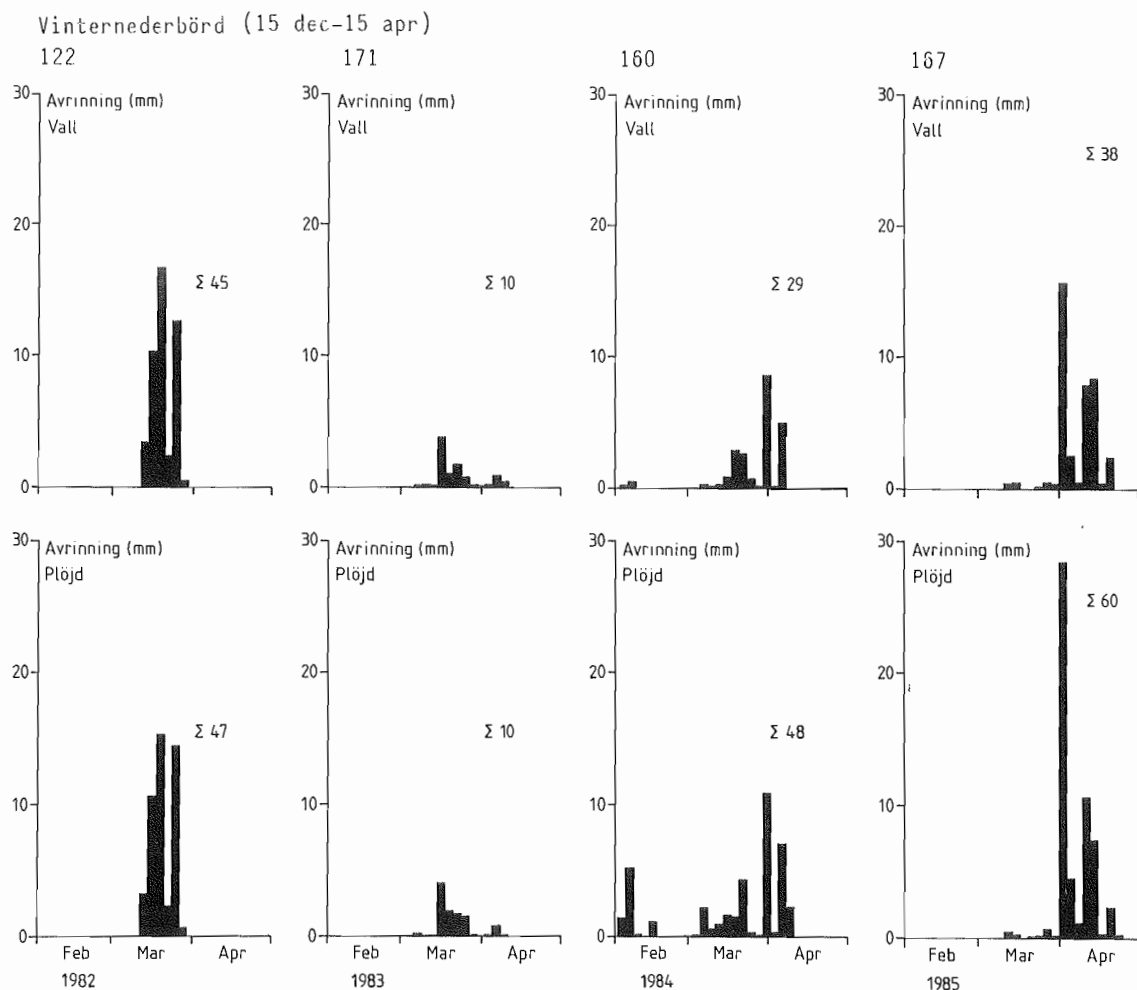 Vinternederbörd (15 dec-15 apr)
122 171 160 167
30 Avrinning (mm) 30 Avrinning (mm) 30 Avrinning (mm) 30 Avrinning (mm)
Vall Vall Vall Vall
Σ 38
20 20 20 20
Σ 45 Σ 10 Σ 29
10 10 10 10
0 0 0 0
30 Avrinning (mm) 30 Avrinning (mm) 30 Avrinning (mm) 30 Avrinning (mm)
Plöjd Plöjd Plöjd Plöjd
Σ 60
20 20 20 20
Σ 47 Σ 10 Σ 48
10 10 10 10
0 0 0 0
Feb Mar Apr Feb Mar Apr Feb Mar Apr Feb Mar Apr
1982 1983 1984 1985